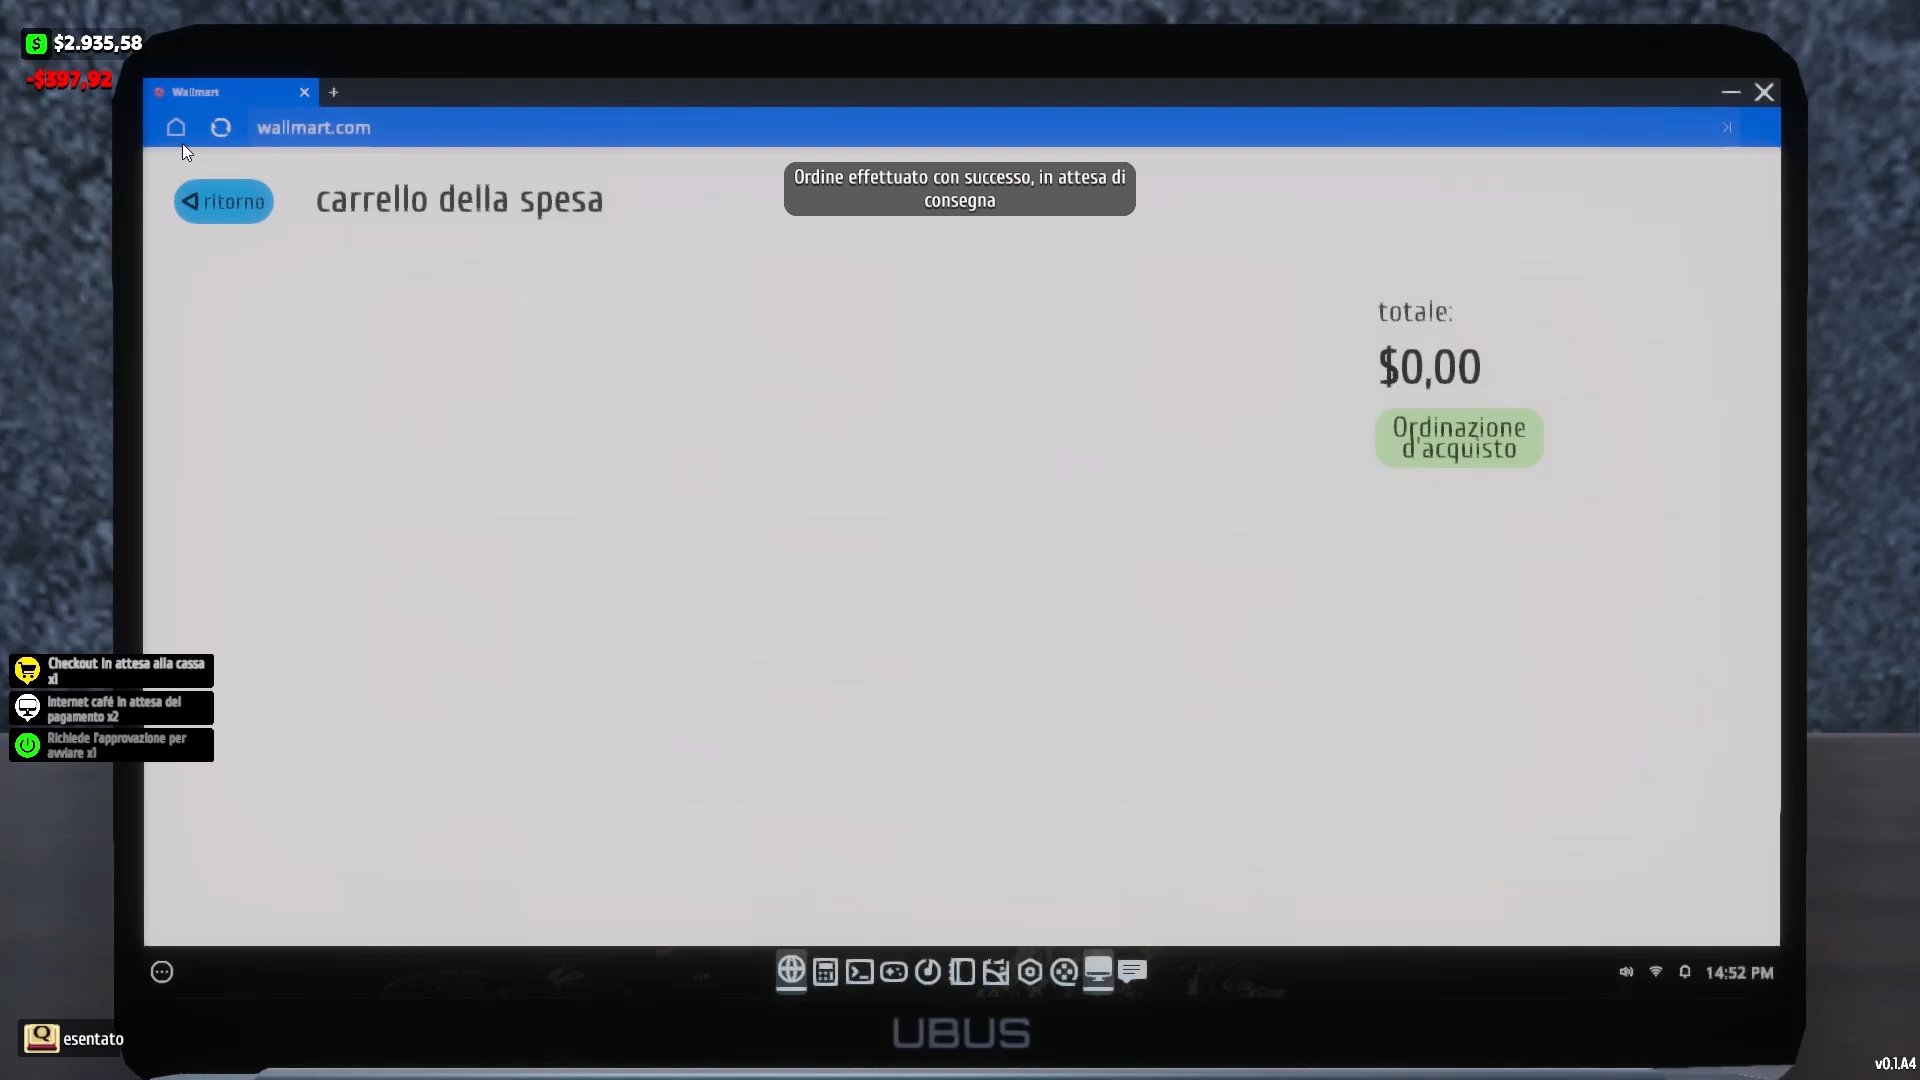 $2.935,58
-$397,92
Wallmart
wallmart.com
Ordine effettuato con successo, in attesa di
consegna
ritorno
carrello della spesa
totale:
$0,00
Ordinazione
d'acquisto
Checkout in attesa alla cassa
x1
Internet café in attesa del
pagamento x2
Richiede l'approvazione per
avviare x1
14:52 PM
UBUS
Q esentato
v0.1.A4